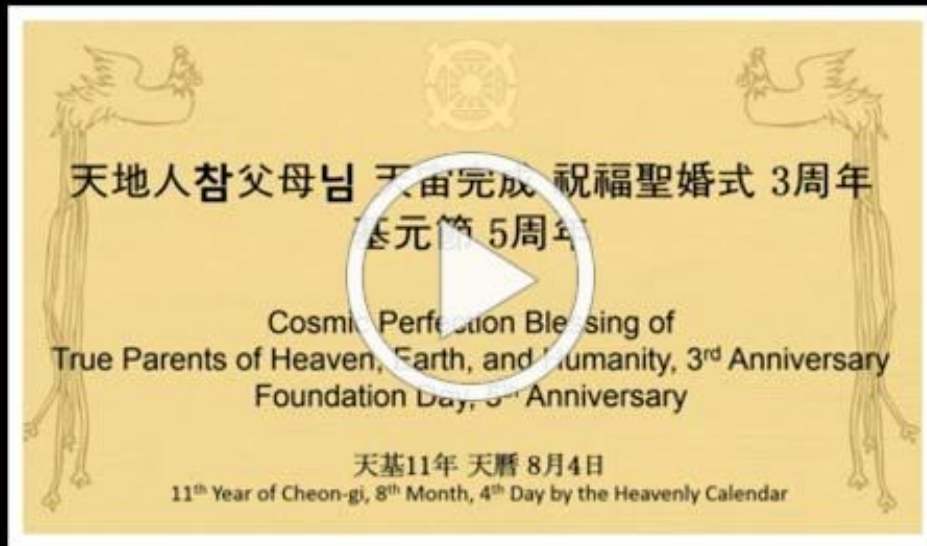 天地人참父母님 天宙完成 祝福聖婚式 3周年
基元節 5周年
Cosmic Perfection Blessing of
True Parents of Heaven, Earth, and Humanity, 3rd Anniversary
Foundation Day, 5th Anniversary
天基11年 天曆 8月4日
11th Year of Cheon-gi, 8th Month, 4th Day by the Heavenly Calendar